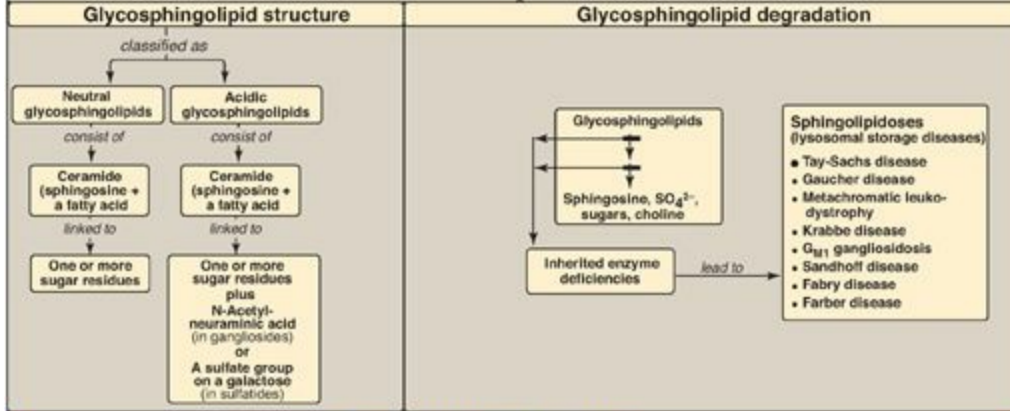 Glycosphingolipid structure
classified as
Neutral
glycosphingolipids
Acidic
glycosphingolipids
consist of
consist of
Ceramide
(sphingosine +
a fatty acid
Ceramide
(sphingosine +
a fatty acid
linked to
linked to
One or more
sugar residues
One or more
sugar residues
plus
N-Acetyl-
neuraminic acid
(in gangliosides)
or
A sulfate group
on a galactose
(in sulfatides)
Glycosphingolipid degradation
Glycosphingolipids
Sphingosine, SO₄²⁻,
sugars, choline
Inherited enzyme
deficiencies
lead to
Sphingolipidoses
(lysosomal storage diseases)
• Tay-Sachs disease
• Gaucher disease
• Metachromatic leuko-
dystrophy
• Krabbe disease
• G_M1 gangliosidosis
• Sandhoff disease
• Fabry disease
• Farber disease